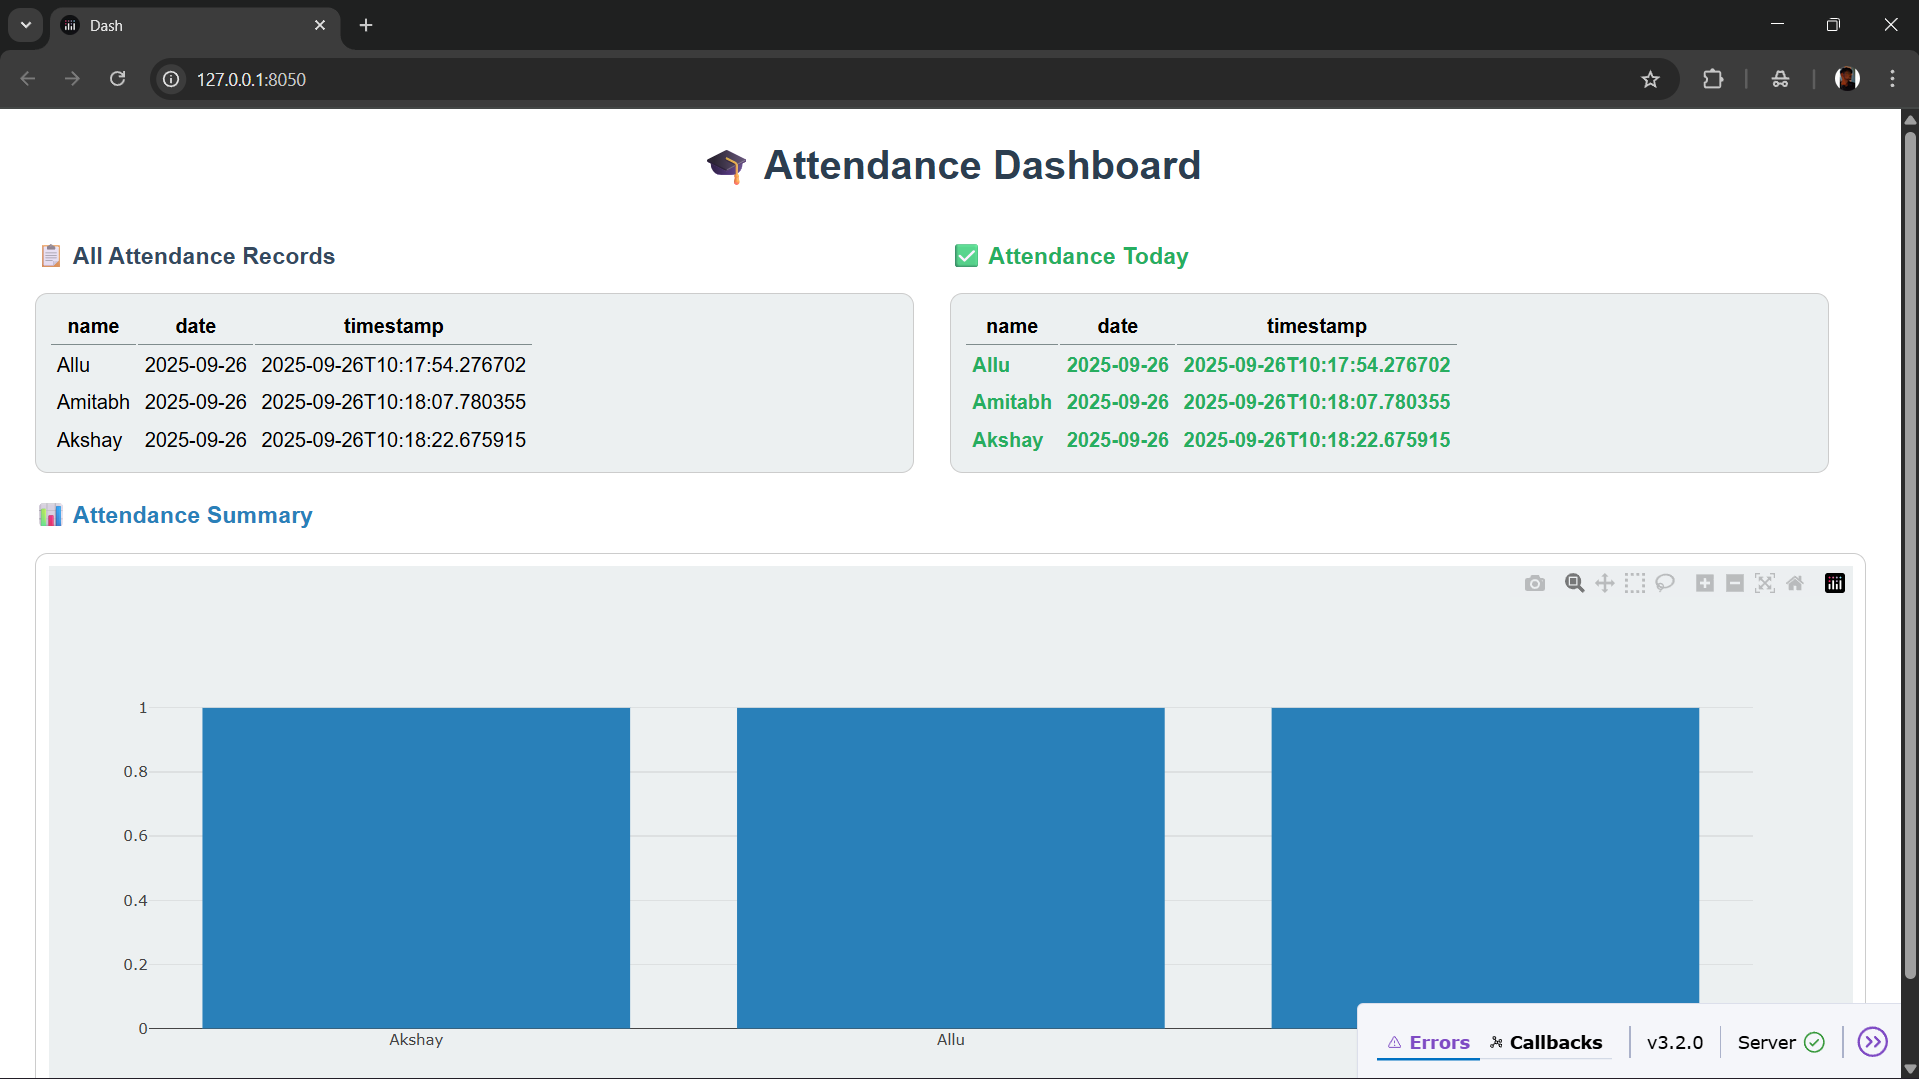 Dash
127.0.0.1:8050
Attendance Dashboard
All Attendance Records
name date timestamp
Allu 2025-09-26 2025-09-26T10:17:54.276702
Amitabh 2025-09-26 2025-09-26T10:18:07.780355
Akshay 2025-09-26 2025-09-26T10:18:22.675915
Attendance Today
name date timestamp
Allu 2025-09-26 2025-09-26T10:17:54.276702
Amitabh 2025-09-26 2025-09-26T10:18:07.780355
Akshay 2025-09-26 2025-09-26T10:18:22.675915
Attendance Summary
1
0.8
0.6
0.4
0.2
0
Akshay Allu
Errors Callbacks v3.2.0 Server